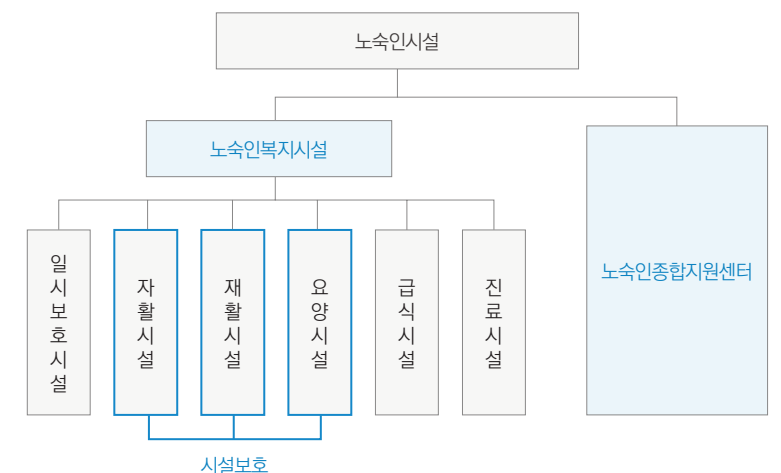 노숙인시설
노숙인복지시설
노숙인종합지원센터
일시보호시설
자활시설
재활시설
요양시설
급식시설
진료시설
시설보호